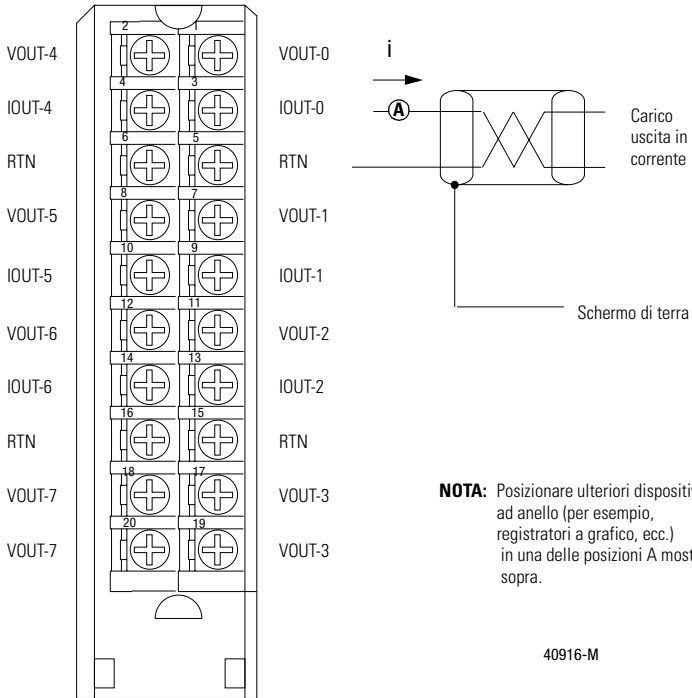 2 1
VOUT-4 VOUT-0
4 3
IOUT-4 IOUT-0
6 5
RTN RTN
8 7
VOUT-5 VOUT-1
10 9
IOUT-5 IOUT-1
12 11
VOUT-6 VOUT-2
14 13
IOUT-6 IOUT-2
16 15
RTN RTN
18 17
VOUT-7 VOUT-3
20 19
VOUT-7 VOUT-3
i
A
Carico
uscita in
corrente
Schermo di terra
NOTA: Posizionare ulteriori dispositiv
ad anello (per esempio,
registratori a grafico, ecc.)
in una delle posizioni A most
sopra.
40916-M